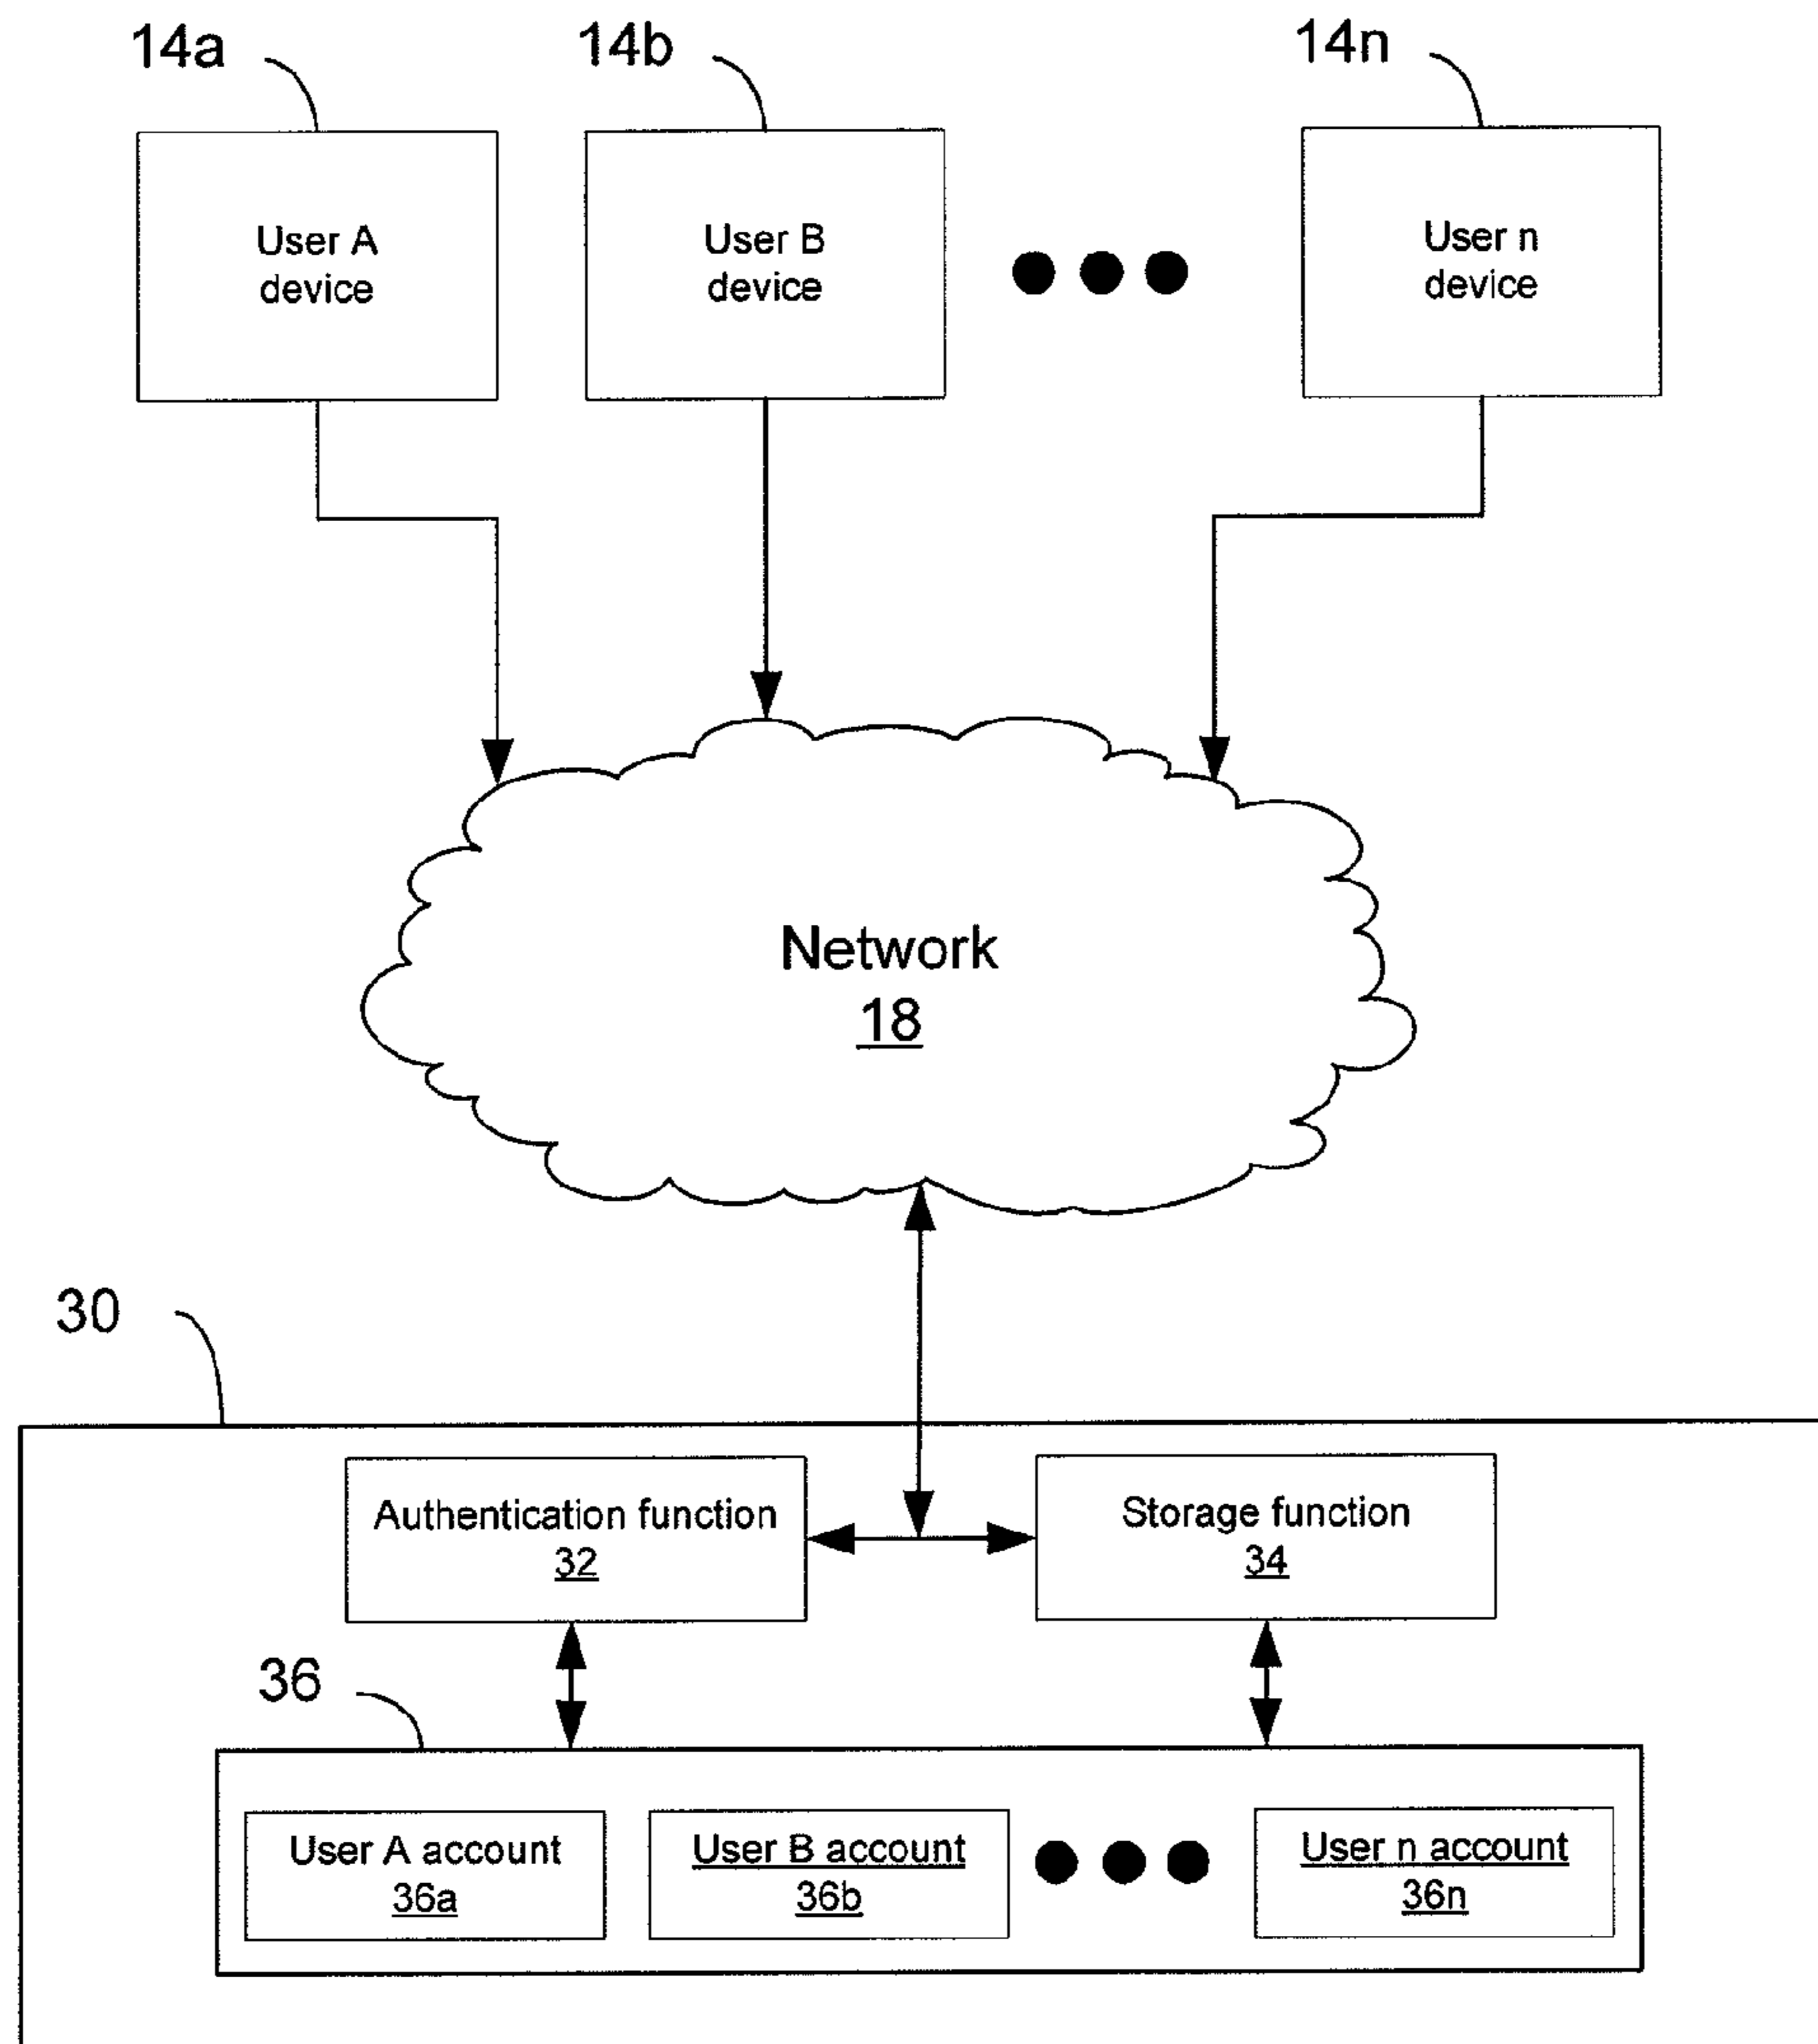 14a
14b
14n
User A
device
User B
device
User n
device
Network
18
30
Authentication function
32
Storage function
34
36
User A account
36a
User B account
36b
User n account
36n